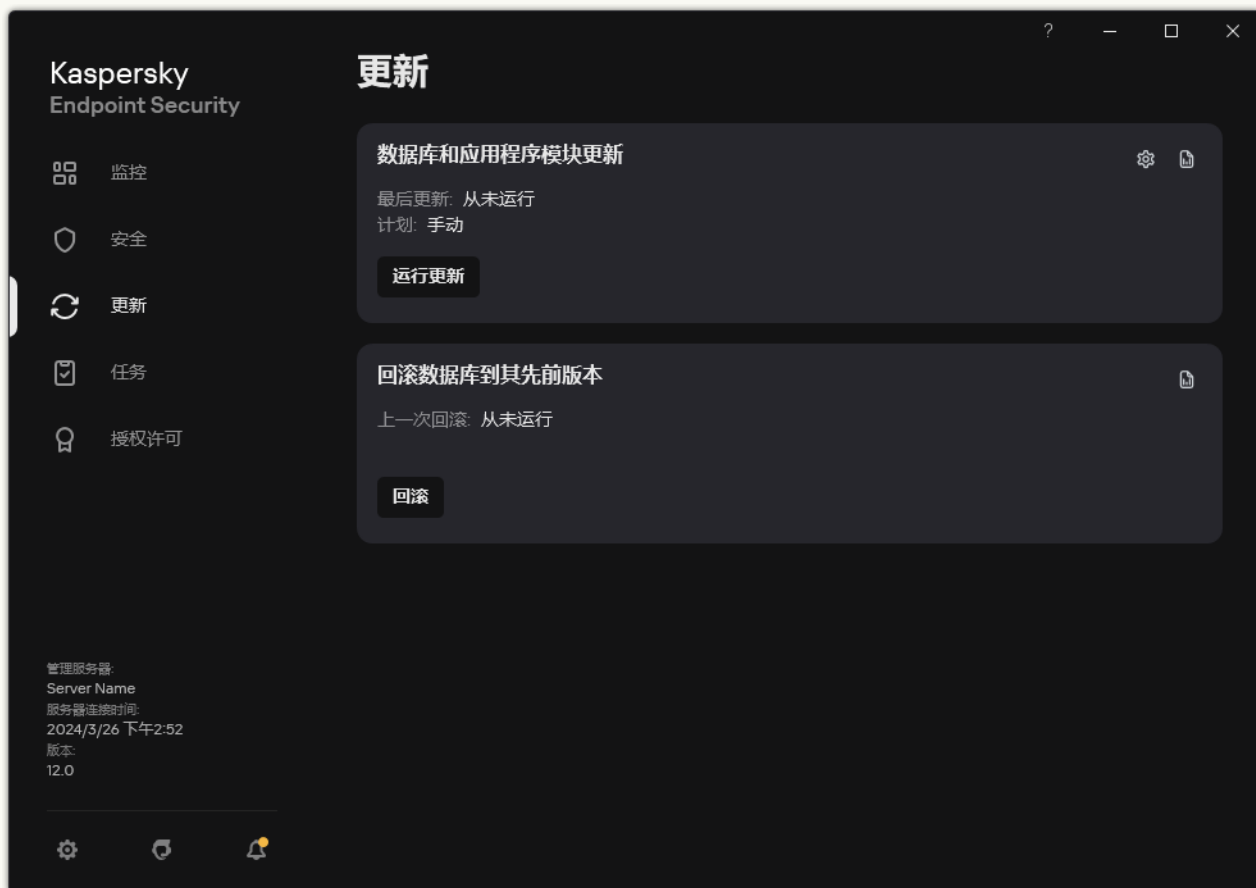 ?
Kaspersky
Endpoint Security
监控
安全
更新
任务
授权许可
管理服务器:
Server Name
服务器连接时间:
2024/3/26 下午2:52
版本:
12.0
更新
数据库和应用程序模块更新
最后更新: 从未运行
计划: 手动
运行更新
回滚数据库到其先前版本
上一次回滚: 从未运行
回滚